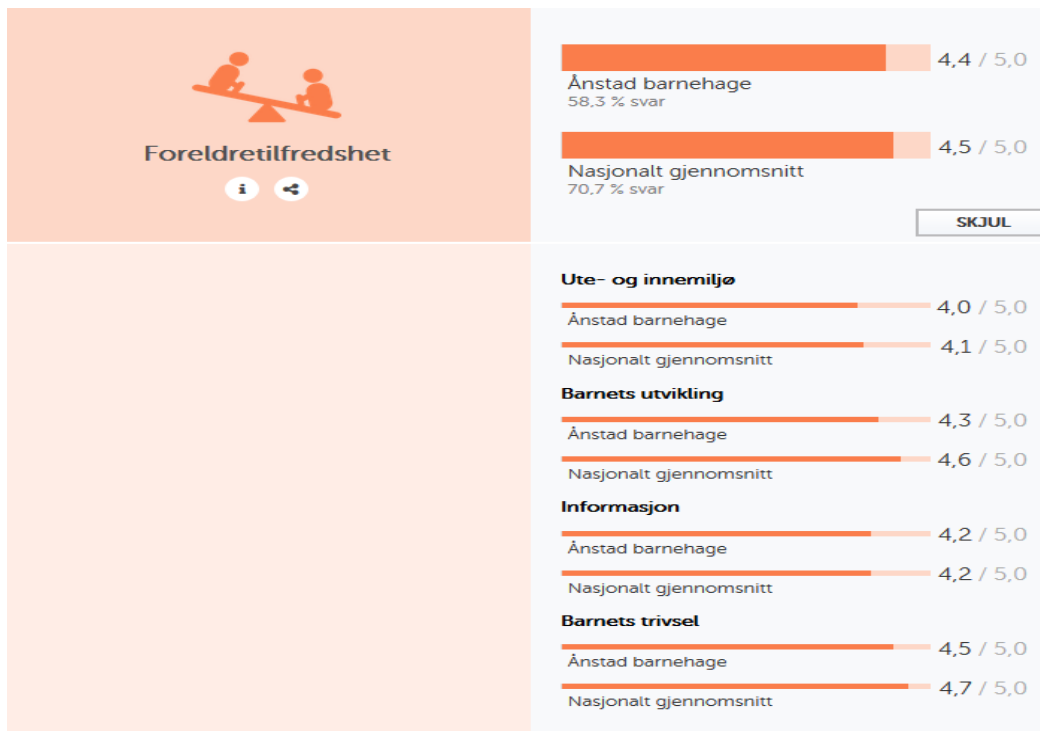 Foreldretilfredshet
4,4 / 5,0
Ånstad barnehage
58,3 % svar
4,5 / 5,0
Nasjonalt gjennomsnitt
70,7 % svar
SKJUL
Ute- og innemiljø
4,0 / 5,0
Ånstad barnehage
4,1 / 5,0
Nasjonalt gjennomsnitt
Barnets utvikling
4,3 / 5,0
Ånstad barnehage
4,6 / 5,0
Nasjonalt gjennomsnitt
Informasjon
4,2 / 5,0
Ånstad barnehage
4,2 / 5,0
Nasjonalt gjennomsnitt
Barnets trivsel
4,5 / 5,0
Ånstad barnehage
4,7 / 5,0
Nasjonalt gjennomsnitt